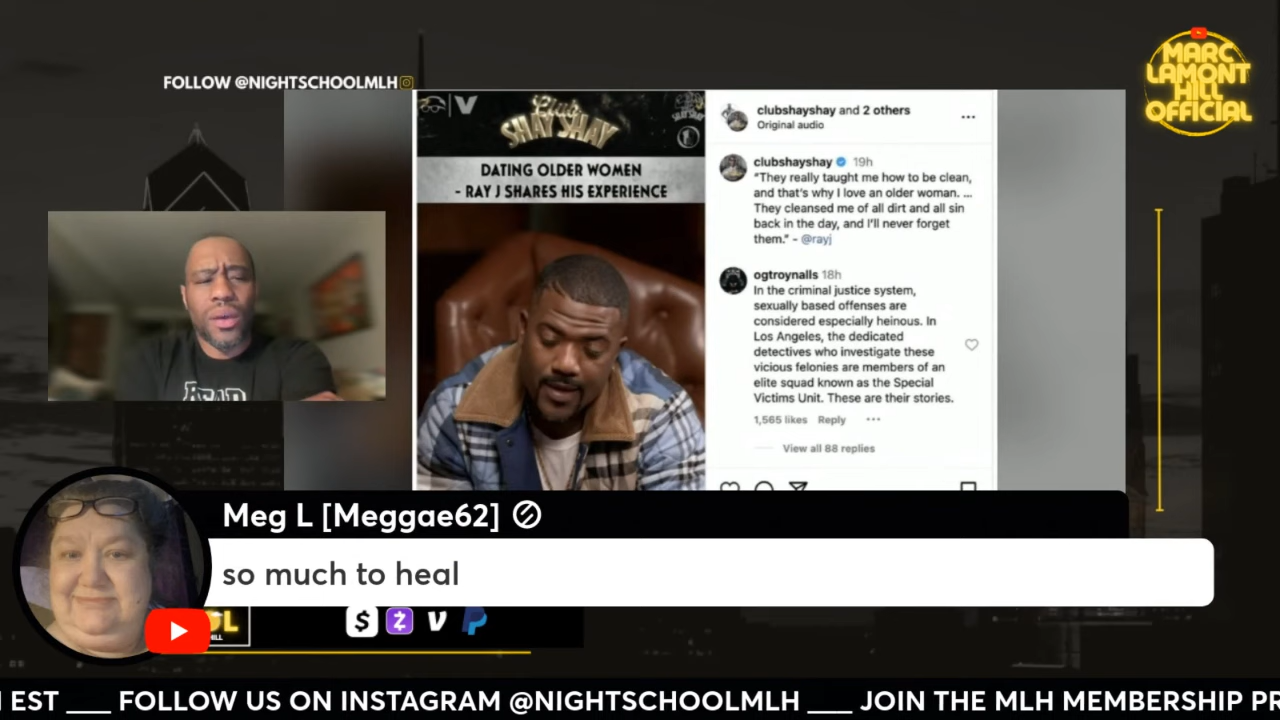 FOLLOW @NIGHTSCHOOLMLH
MARC
LAMONT
HILL
OFFICIAL
Club
SHAY SHAY
DATING OLDER WOMEN
- RAY J SHARES HIS EXPERIENCE
clubshayshay and 2 others
Original audio
clubshayshay 19h
"They really taught me how to be clean,
and that's why I love an older woman. ...
They cleansed me of all dirt and all sin
back in the day, and I'll never forget
them." - @rayj
ogtroynalls 18h
In the criminal justice system,
sexually based offenses are
considered especially heinous. In
Los Angeles, the dedicated
detectives who investigate these
vicious felonies are members of an
elite squad known as the Special
Victims Unit. These are their stories.
1,565 likes Reply ...
View all 88 replies
Meg L [Meggae62]
so much to heal
EST ___ FOLLOW US ON INSTAGRAM @NIGHTSCHOOLMLH ___ JOIN THE MLH MEMBERSHIP